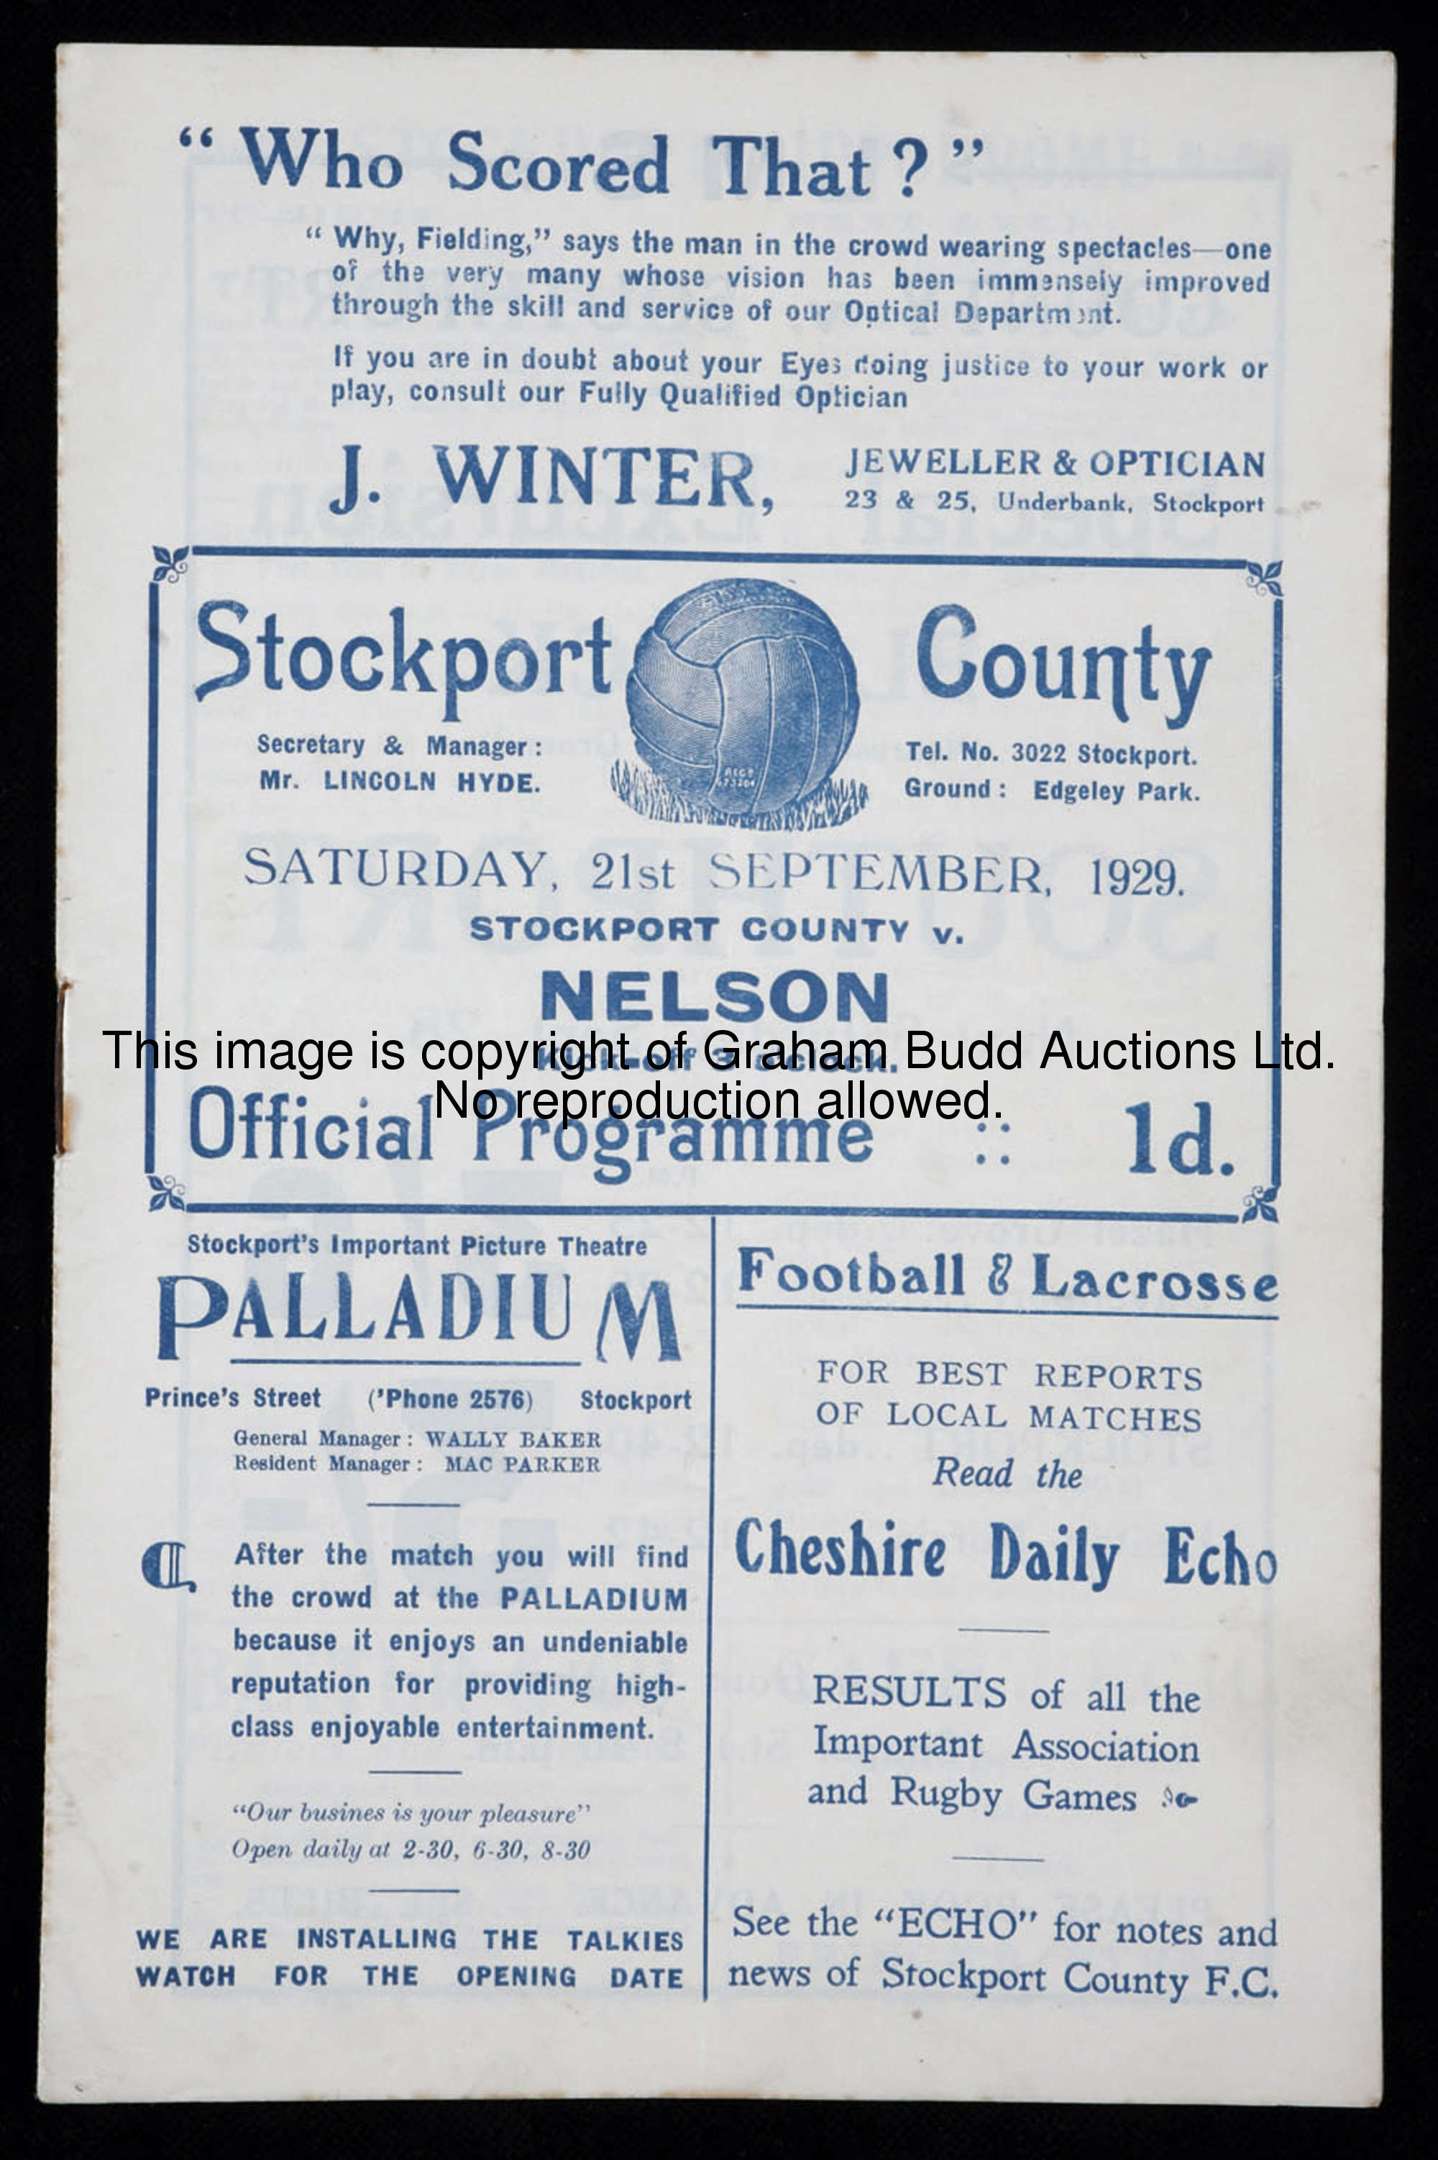 “ Who Scored That ? ”
“ Why, Fielding,” says the man in the crowd wearing spectacles—one
of the very many whose vision has been immensely improved
through the skill and service of our Optical Department.
If you are in doubt about your Eyes doing justice to your work or
play, consult our Fully Qualified Optician
J. WINTER,
JEWELLER & OPTICIAN
23 & 25, Underbank, Stockport
Stockport County
Secretary & Manager :
Mr. LINCOLN HYDE.
Tel. No. 3022 Stockport.
Ground : Edgeley Park.
SATURDAY, 21st SEPTEMBER, 1929.
STOCKPORT COUNTY v.
NELSON
Kick-off 3 o'clock.
This image is copyright of Graham Budd Auctions Ltd.
No reproduction allowed.
Official Programme :: 1d.
Stockport's Important Picture Theatre
PALLADIUM
Prince's Street ('Phone 2576) Stockport
General Manager : WALLY BAKER
Resident Manager : MAC PARKER
After the match you will find
the crowd at the PALLADIUM
because it enjoys an undeniable
reputation for providing high-
class enjoyable entertainment.
“Our busines is your pleasure”
Open daily at 2-30, 6-30, 8-30
WE ARE INSTALLING THE TALKIES
WATCH FOR THE OPENING DATE
Football & Lacrosse
FOR BEST REPORTS
OF LOCAL MATCHES
Read the
Cheshire Daily Echo
RESULTS of all the
Important Association
and Rugby Games
See the “ECHO” for notes and
news of Stockport County F.C.